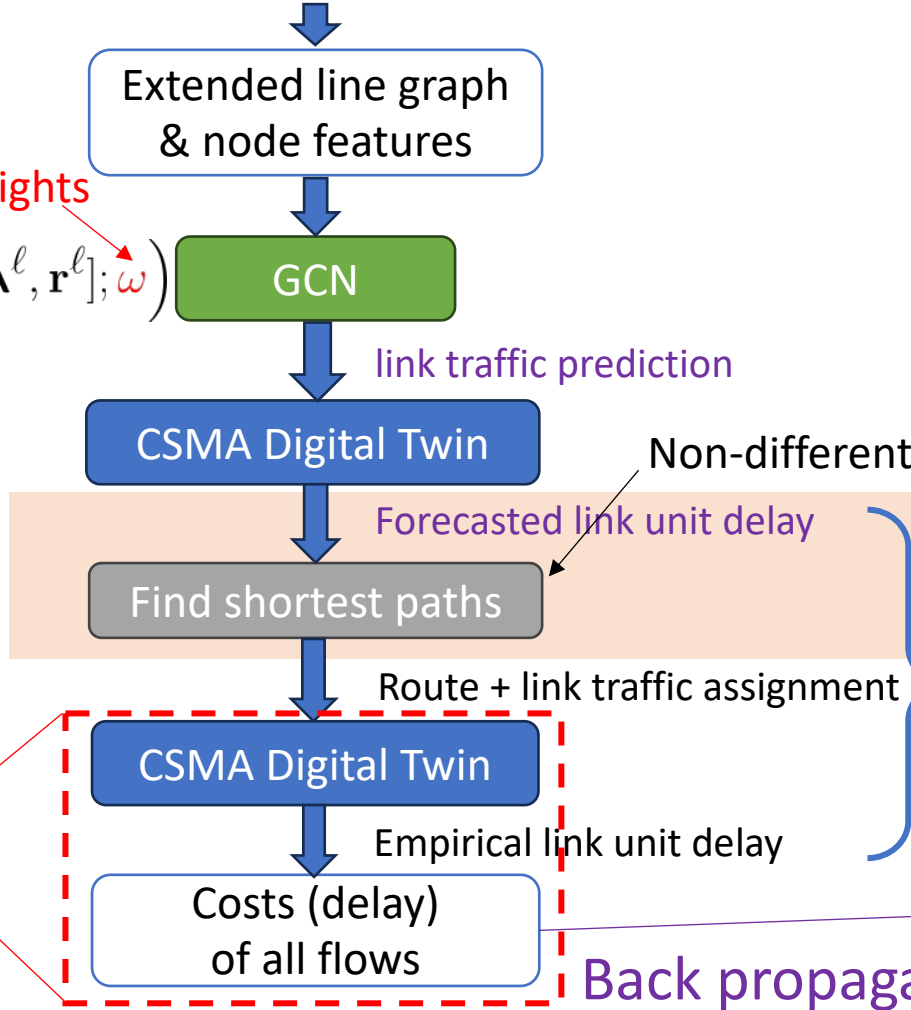 Extended line graph
& node features
ights
λ^ℓ, r^ℓ]; ω)
GCN
link traffic prediction
CSMA Digital Twin
Non-different
Forecasted link unit delay
Find shortest paths
Route + link traffic assignment
CSMA Digital Twin
Empirical link unit delay
Costs (delay)
of all flows
Back propaga